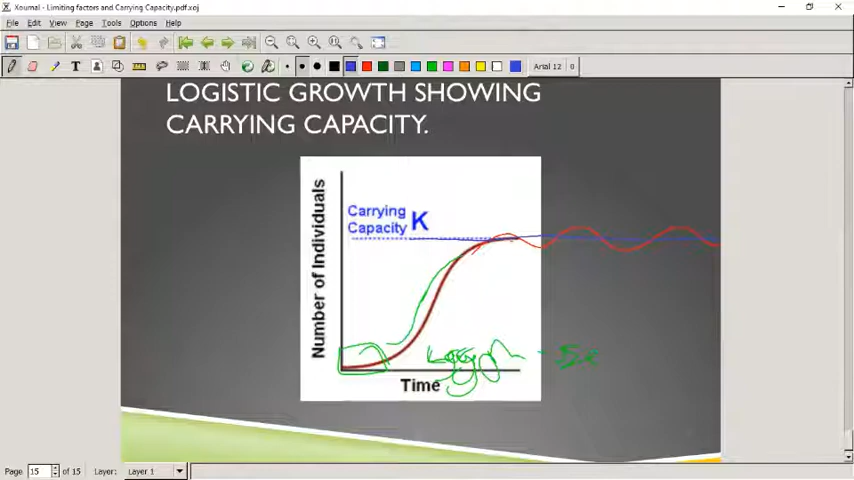 Xournal - Limiting factors and Carrying Capacity.pdf.xoj
File Edit View Page Tools Options Help
T Arial 12 0
LOGISTIC GROWTH SHOWING
CARRYING CAPACITY.
Number of Individuals
Carrying
Capacity K
Time
Page 15 of 15 Layer: Layer 1